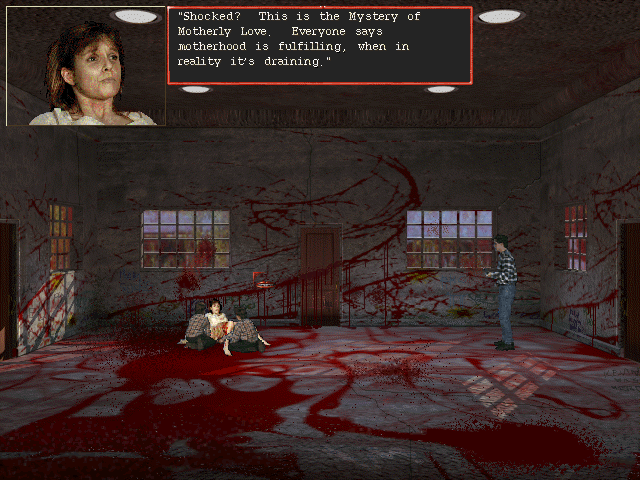 "Shocked?  This is the Mystery of
Motherly Love.  Everyone says
motherhood is fulfilling, when in
reality it's draining."